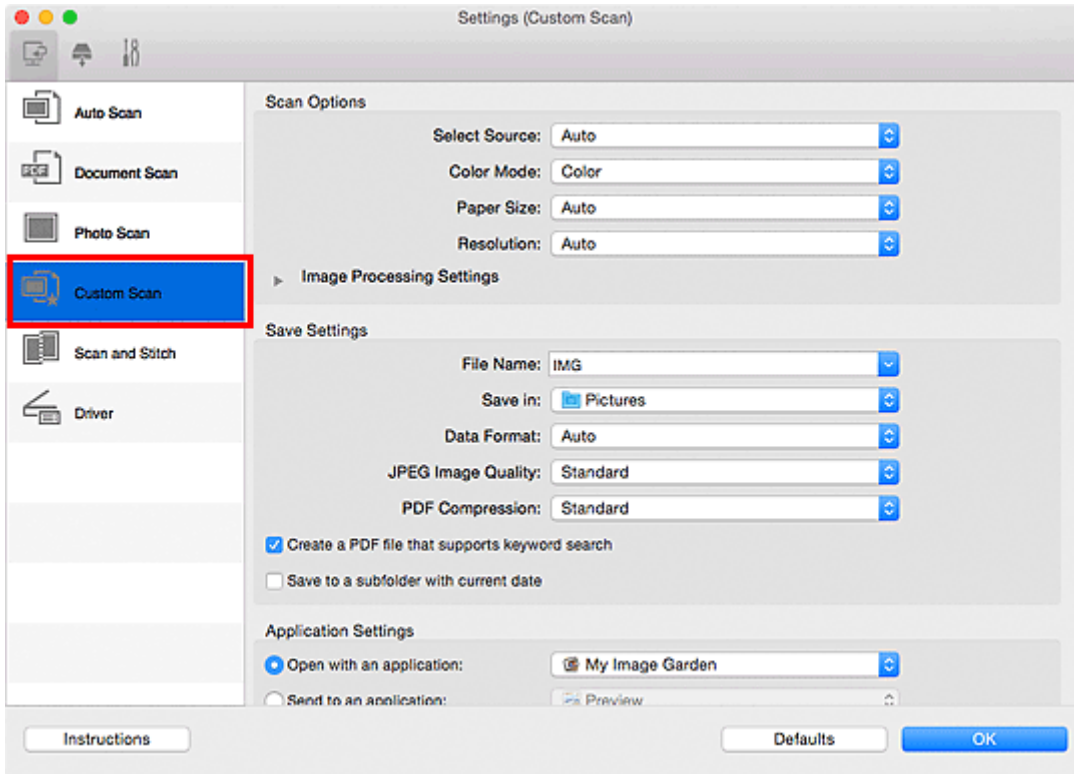 Settings (Custom Scan)
Auto Scan
PDF
Document Scan
Photo Scan
Custom Scan
Scan and Stitch
Driver
Scan Options
Select Source: Auto
Color Mode: Color
Paper Size: Auto
Resolution: Auto
Image Processing Settings
Save Settings
File Name: IMG
Save in: Pictures
Data Format: Auto
JPEG Image Quality: Standard
PDF Compression: Standard
Create a PDF file that supports keyword search
Save to a subfolder with current date
Application Settings
Open with an application: My Image Garden
Send to an application: Preview
Instructions
Defaults
OK